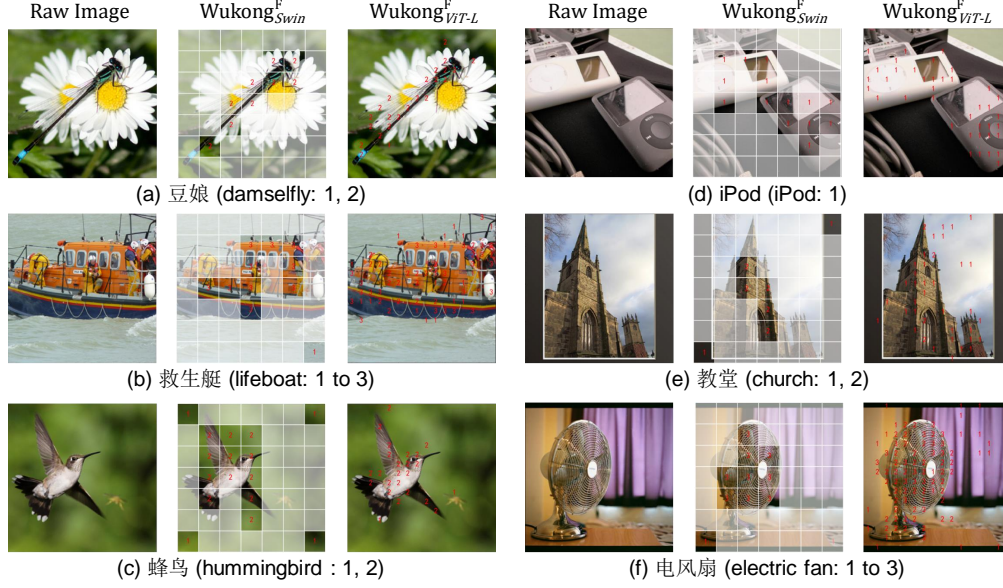 Raw Image Wukong^F_Swin Wukong^F_ViT-L Raw Image Wukong^F_Swin Wukong^F_ViT-L
(a) 豆娘 (damselfly: 1, 2)
(d) iPod (iPod: 1)
(b) 救生艇 (lifeboat: 1 to 3)
(e) 教堂 (church: 1, 2)
(c) 蜂鸟 (hummingbird : 1, 2)
(f) 电风扇 (electric fan: 1 to 3)